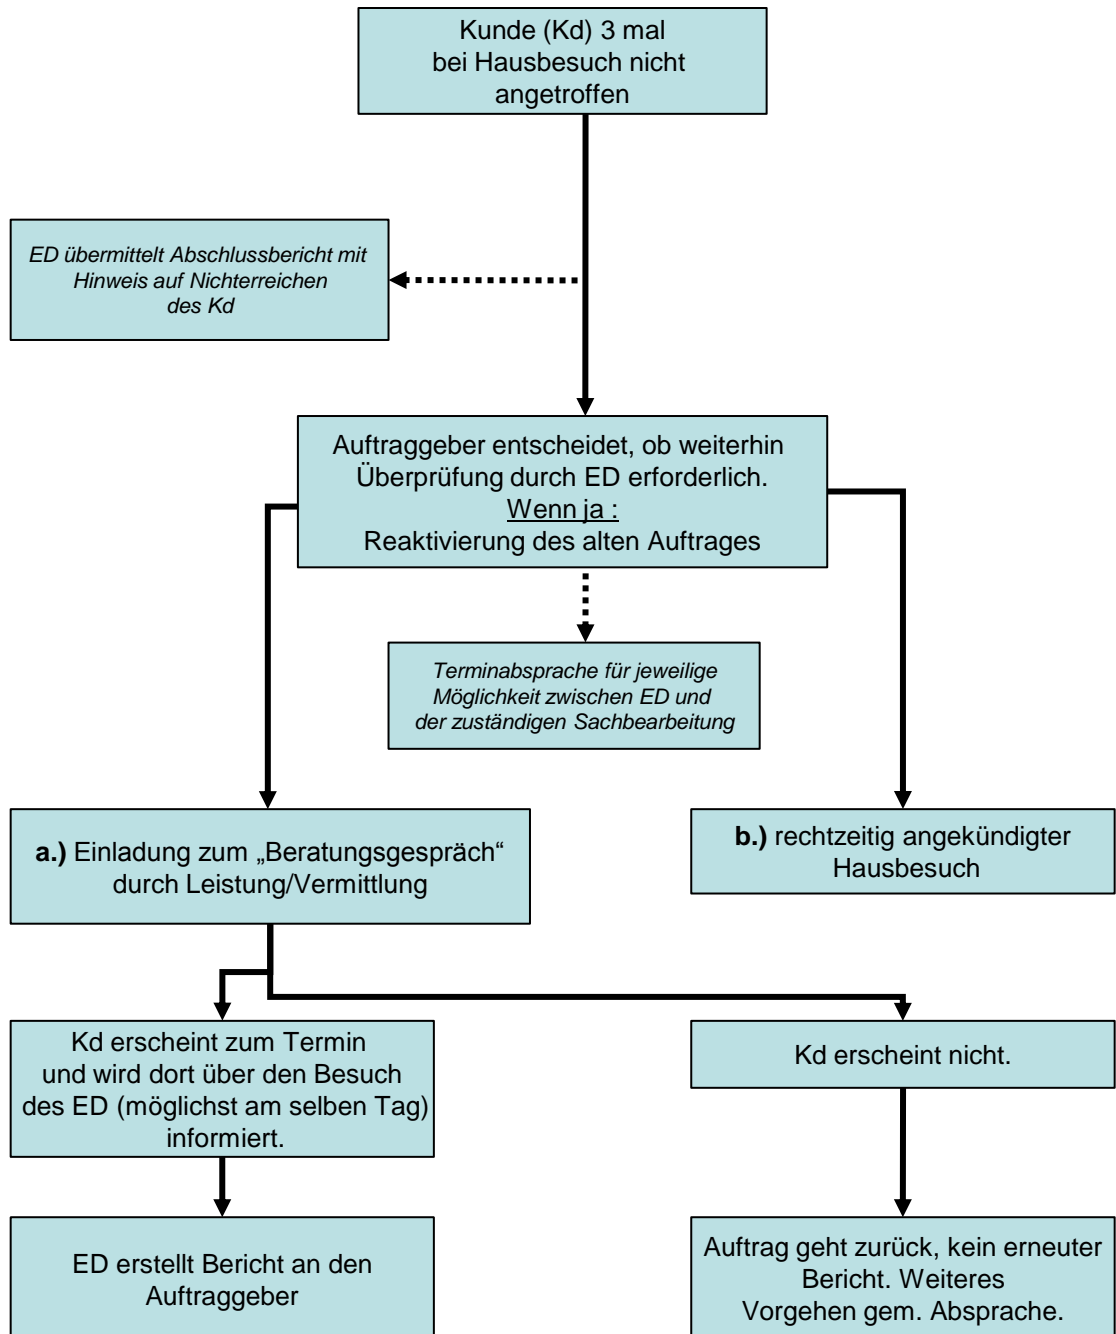 Kunde (Kd) 3 mal
bei Hausbesuch nicht
angetroffen
ED übermittelt Abschlussbericht mit
Hinweis auf Nichterreichen
des Kd
Auftraggeber entscheidet, ob weiterhin
Überprüfung durch ED erforderlich.
Wenn ja :
Reaktivierung des alten Auftrages
Terminabsprache für jeweilige
Möglichkeit zwischen ED und
der zuständigen Sachbearbeitung
a.) Einladung zum „Beratungsgespräch“
durch Leistung/Vermittlung
b.) rechtzeitig angekündigter
Hausbesuch
Kd erscheint zum Termin
und wird dort über den Besuch
des ED (möglichst am selben Tag)
informiert.
Kd erscheint nicht.
ED erstellt Bericht an den
Auftraggeber
Auftrag geht zurück, kein erneuter
Bericht. Weiteres
Vorgehen gem. Absprache.